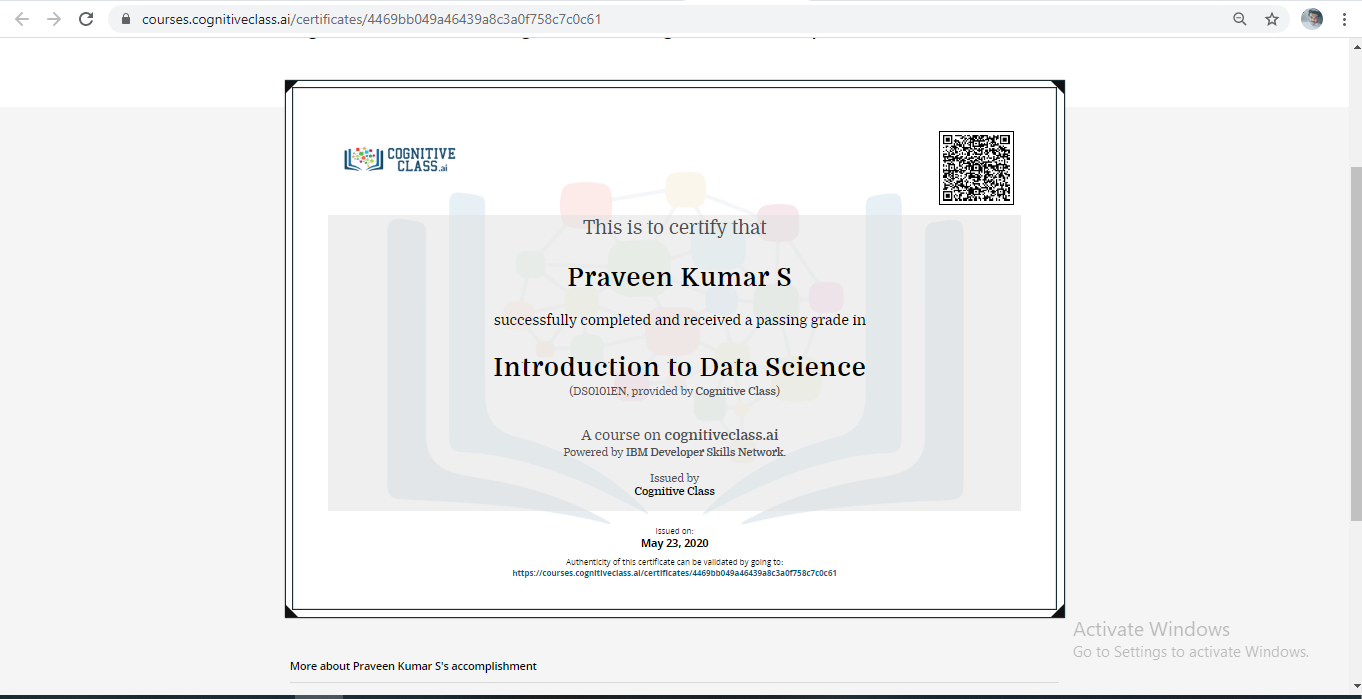 courses.cognitiveclass.ai/certificates/4469bb049a46439a8c3a0f758c7c0c61
COGNITIVE
CLASS.ai
This is to certify that
Praveen Kumar S
successfully completed and received a passing grade in
Introduction to Data Science
(DS0101EN, provided by Cognitive Class)
A course on cognitiveclass.ai
Powered by IBM Developer Skills Network.
Issued by
Cognitive Class
Issued on:
May 23, 2020
Authenticity of this certificate can be validated by going to:
https://courses.cognitiveclass.ai/certificates/4469bb049a46439a8c3a0f758c7c0c61
Activate Windows
Go to Settings to activate Windows.
More about Praveen Kumar S's accomplishment